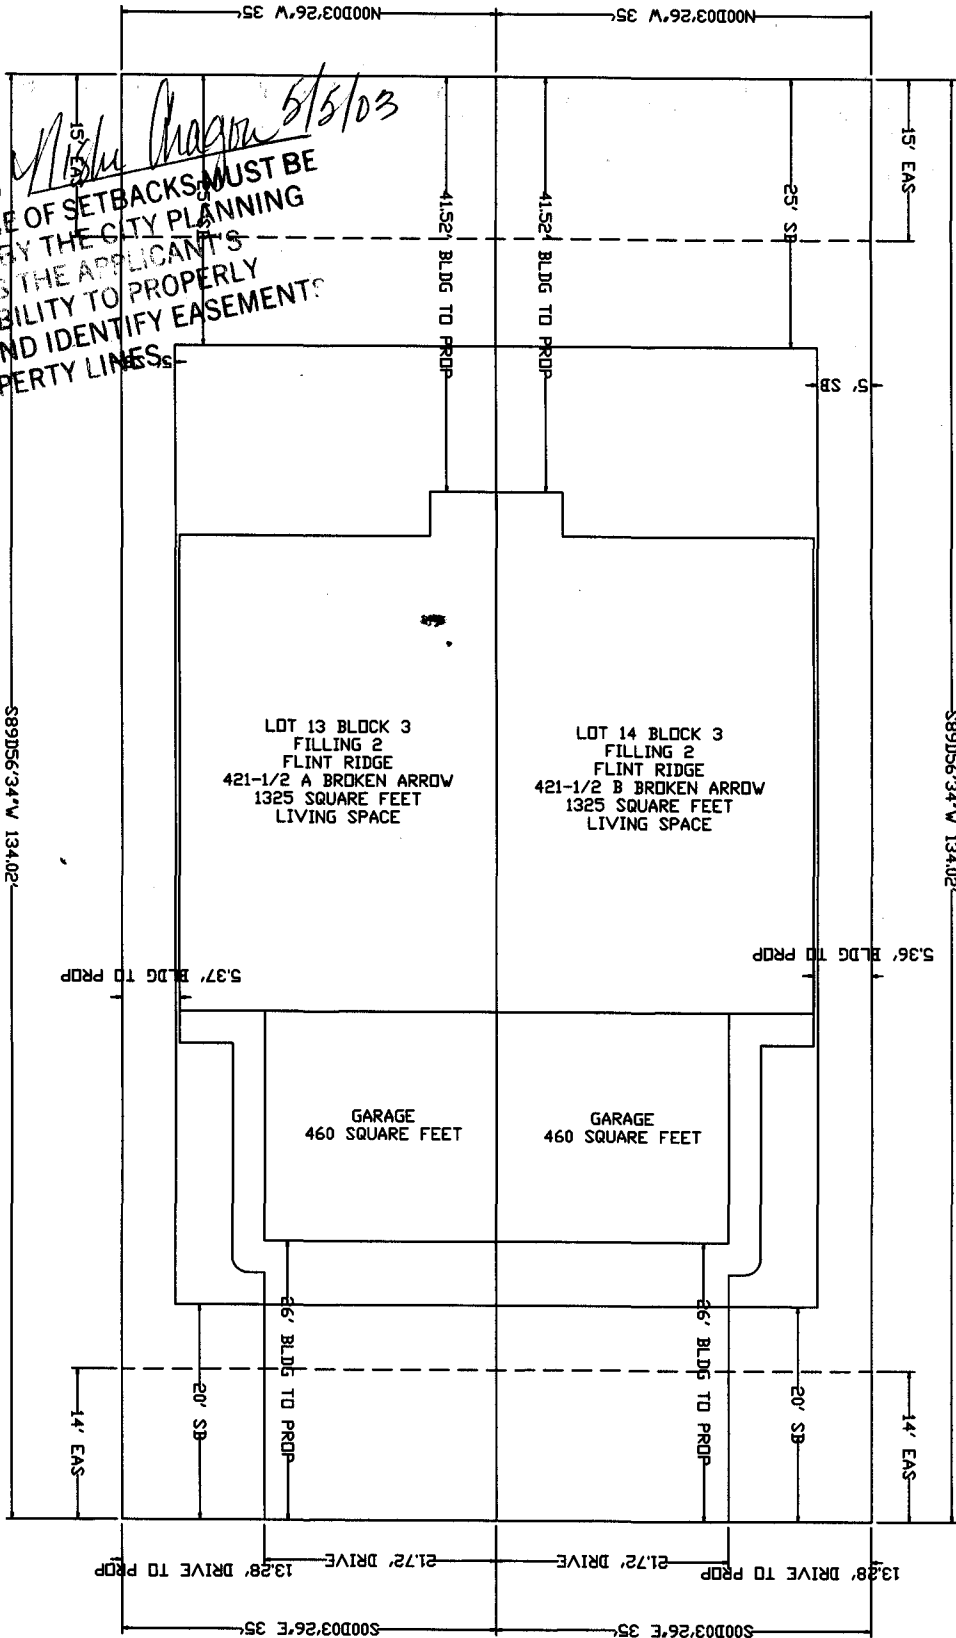 N00D03'26"W 35'
N00D03'26"W 35'
5/5/03
E OF SETBACKS MUST BE
BY THE CITY PLANNING
S THE APPLICANT'S
BILITY TO PROPERLY
ND IDENTIFY EASEMENTS
PERTY LINES.
15' EAS
25' SB
41.52' BLDG TO PROP
41.52' BLDG TO PROP
25' SB
15' EAS
5' SB
5' SB
S89D56'34"W 134.02'
S89D56'34"W 134.02'
LOT 13 BLOCK 3
FILLING 2
FLINT RIDGE
421-1/2 A BROKEN ARROW
1325 SQUARE FEET
LIVING SPACE
LOT 14 BLOCK 3
FILLING 2
FLINT RIDGE
421-1/2 B BROKEN ARROW
1325 SQUARE FEET
LIVING SPACE
5.37' BLDG TO PROP
5.36' BLDG TO PROP
GARAGE
460 SQUARE FEET
GARAGE
460 SQUARE FEET
14' EAS
20' SB
26' BLDG TO PROP
26' BLDG TO PROP
20' SB
14' EAS
13.28' DRIVE TO PROP
21.72' DRIVE
21.72' DRIVE
13.28' DRIVE TO PROP
S00D03'26"E 35'
S00D03'26"E 35'